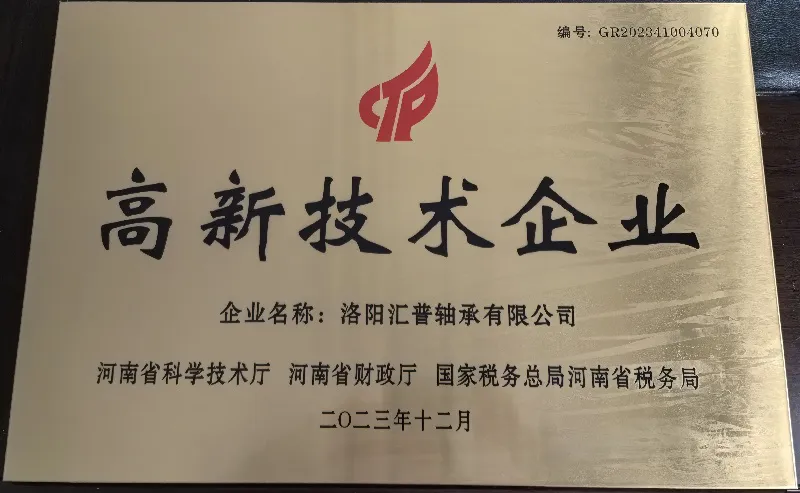 编号: GR202341004070
CTP
高新技术企业
企业名称: 洛阳汇普轴承有限公司
河南省科学技术厅 河南省财政厅 国家税务总局河南省税务局
二〇二三年十二月